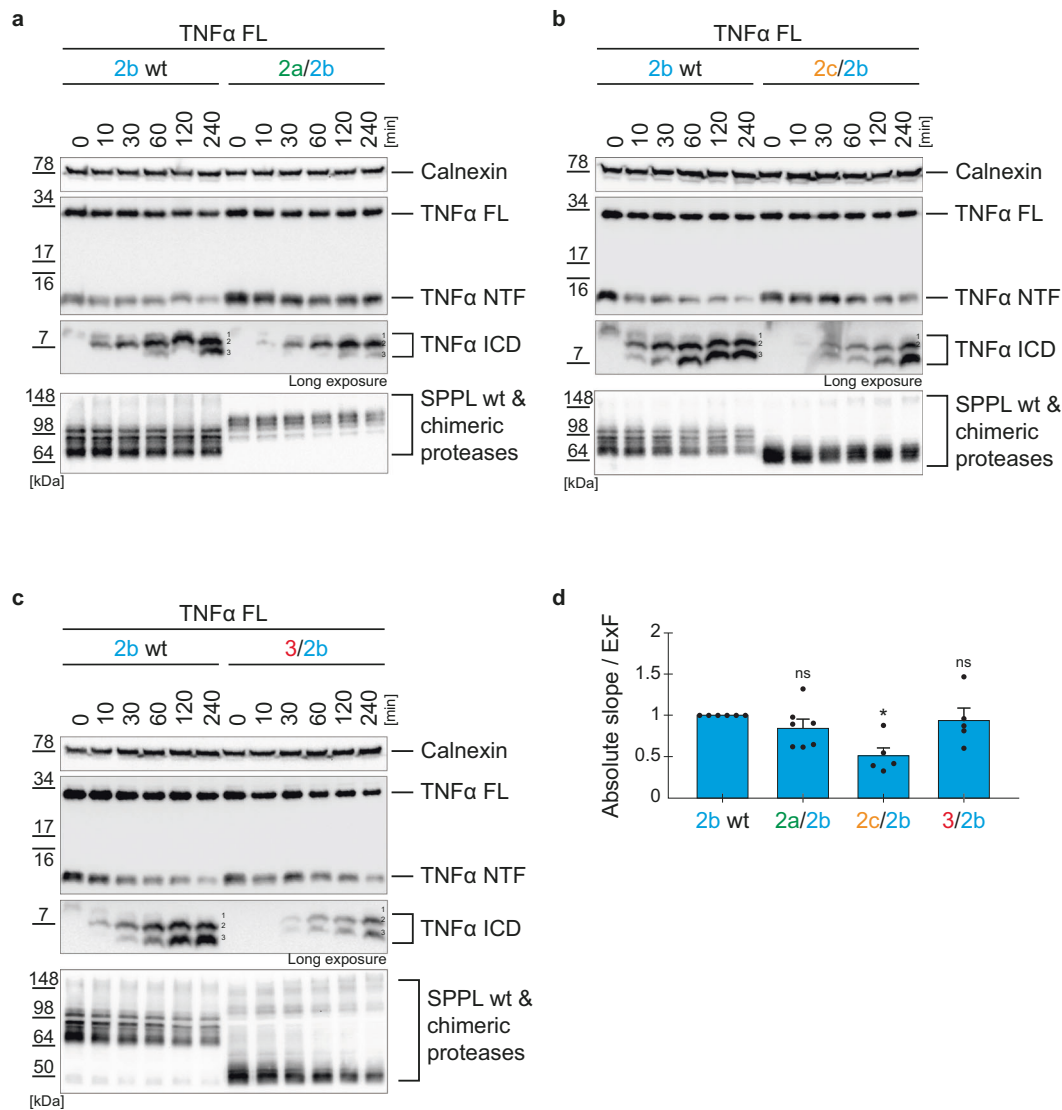 a
TNFα FL
2b wt 2a/2b
0 10 30 60 120 240 0 10 30 60 120 240 [min]
78 Calnexin
34 TNFα FL
17
16 TNFα NTF
7 1 2 3 TNFα ICD
Long exposure
148 SPPL wt &
98 chimeric
64 proteases
[kDa]
b
TNFα FL
2b wt 2c/2b
0 10 30 60 120 240 0 10 30 60 120 240 [min]
78 Calnexin
34 TNFα FL
17
16 TNFα NTF
7 1 2 3 TNFα ICD
Long exposure
148 SPPL wt &
98 chimeric
64 proteases
[kDa]
c
TNFα FL
2b wt 3/2b
0 10 30 60 120 240 0 10 30 60 120 240 [min]
78 Calnexin
34 TNFα FL
17
16 TNFα NTF
7 1 2 3 TNFα ICD
Long exposure
148 SPPL wt &
98 chimeric
64 proteases
50
[kDa]
d
Absolute slope / ExF
2
1.5
1
0.5
0
ns * ns
2b wt 2a/2b 2c/2b 3/2b